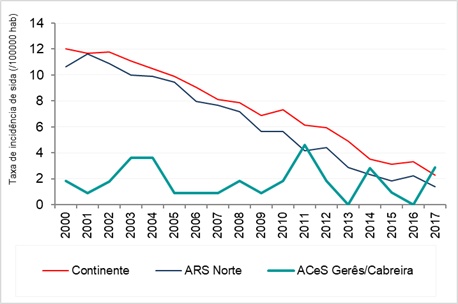 Taxa de incidência de sida (/100000 hab)
14
12
10
8
6
4
2
0
2000 2001 2002 2003 2004 2005 2006 2007 2008 2009 2010 2011 2012 2013 2014 2015 2016 2017
Continente ARS Norte ACeS Gerês/Cabreira